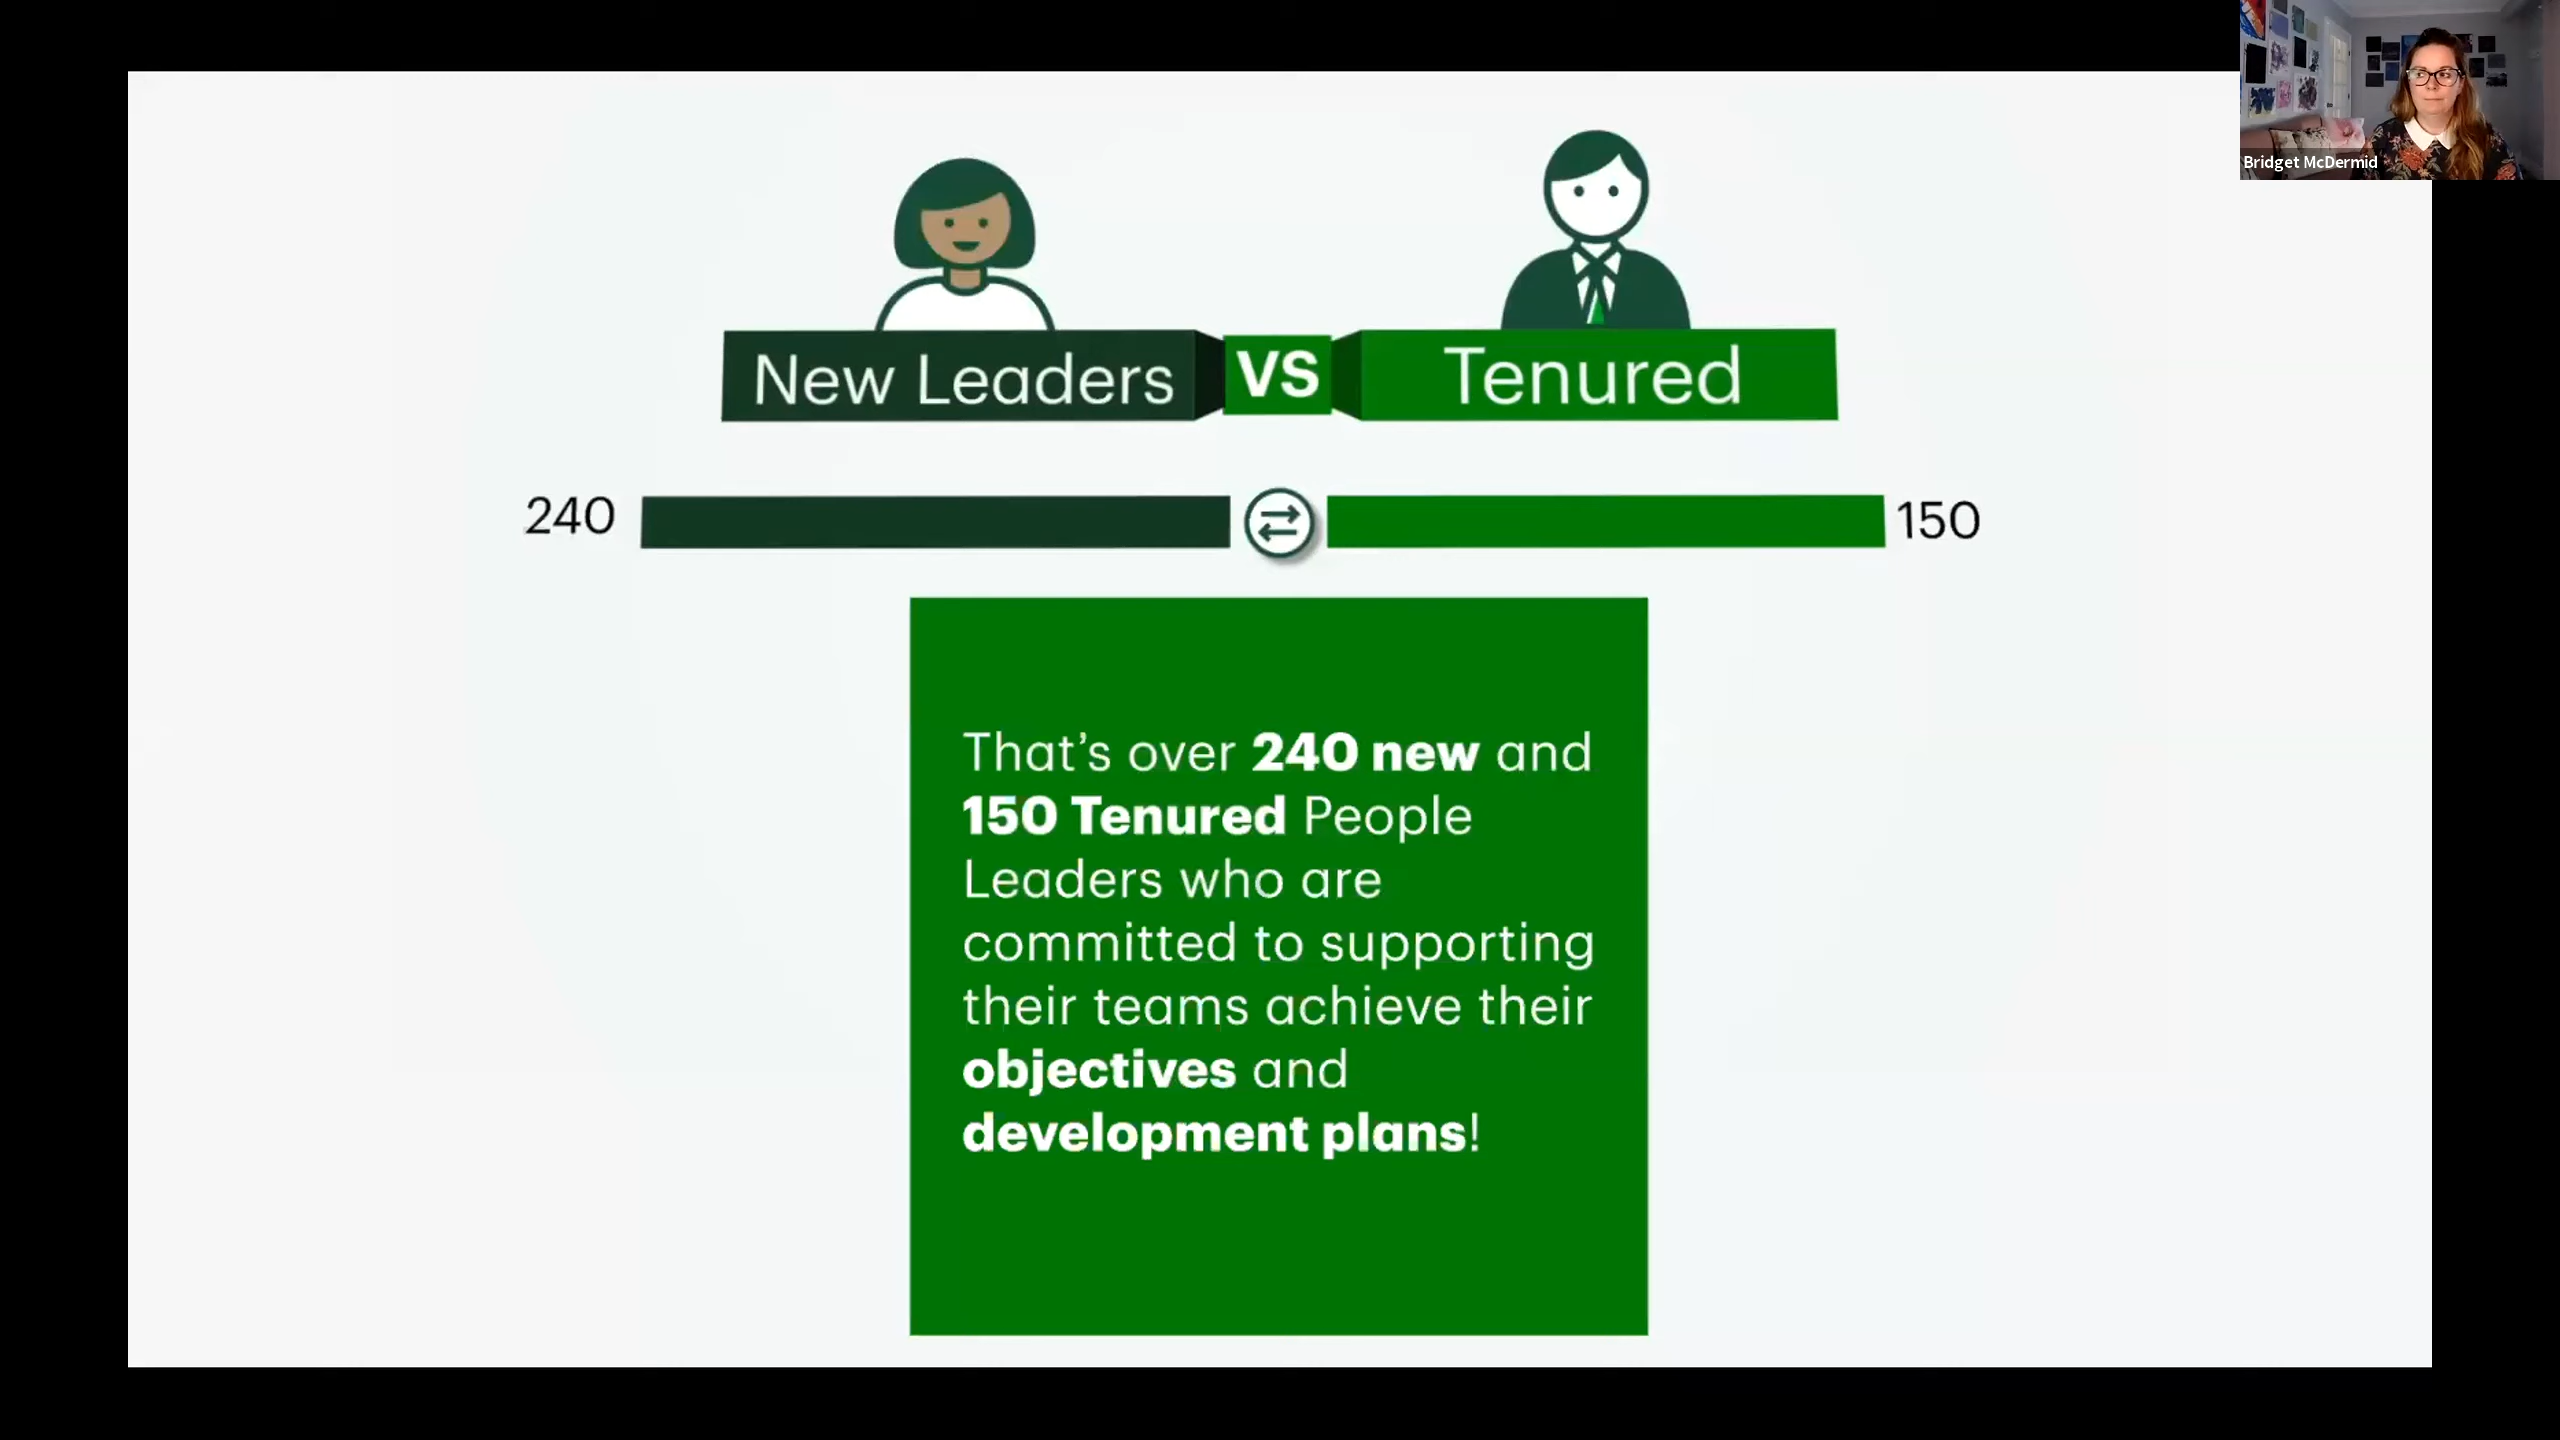 Bridget McDermid
New Leaders VS Tenured
240 150
That’s over 240 new and
150 Tenured People
Leaders who are
committed to supporting
their teams achieve their
objectives and
development plans!